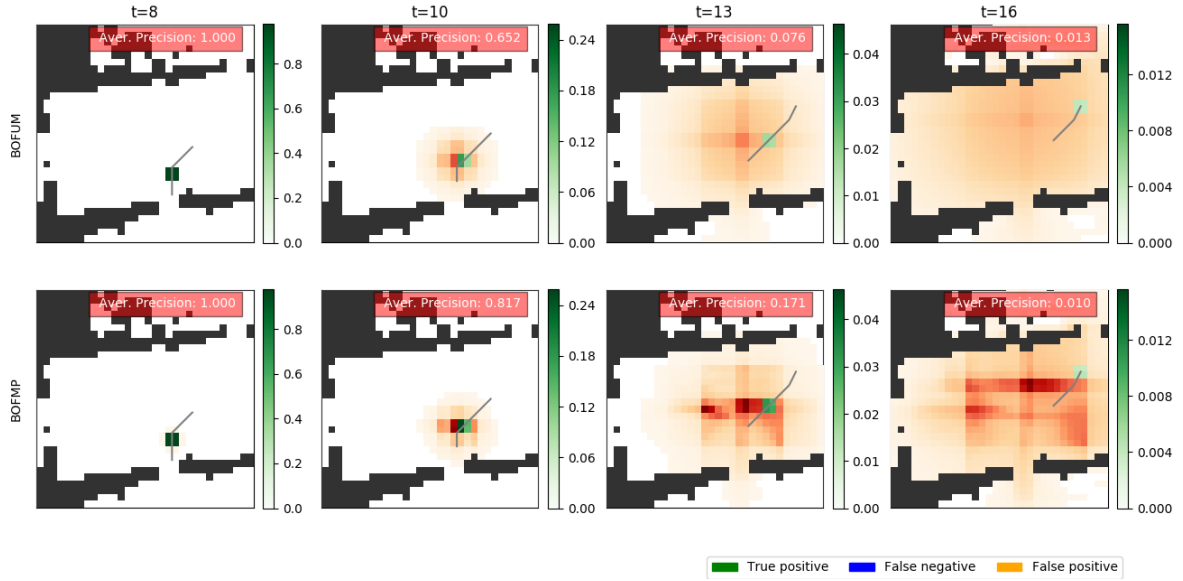 t=8
t=10
t=13
t=16
BOFUM
Aver. Precision: 1.000
0.8
0.6
0.4
0.2
0.0
Aver. Precision: 0.652
0.24
0.18
0.12
0.06
0.00
Aver. Precision: 0.076
0.04
0.03
0.02
0.01
0.00
Aver. Precision: 0.013
0.012
0.008
0.004
0.000
BOFMP
Aver. Precision: 1.000
0.8
0.6
0.4
0.2
0.0
Aver. Precision: 0.817
0.24
0.18
0.12
0.06
0.00
Aver. Precision: 0.171
0.04
0.03
0.02
0.01
0.00
Aver. Precision: 0.010
0.012
0.008
0.004
0.000
True positive
False negative
False positive